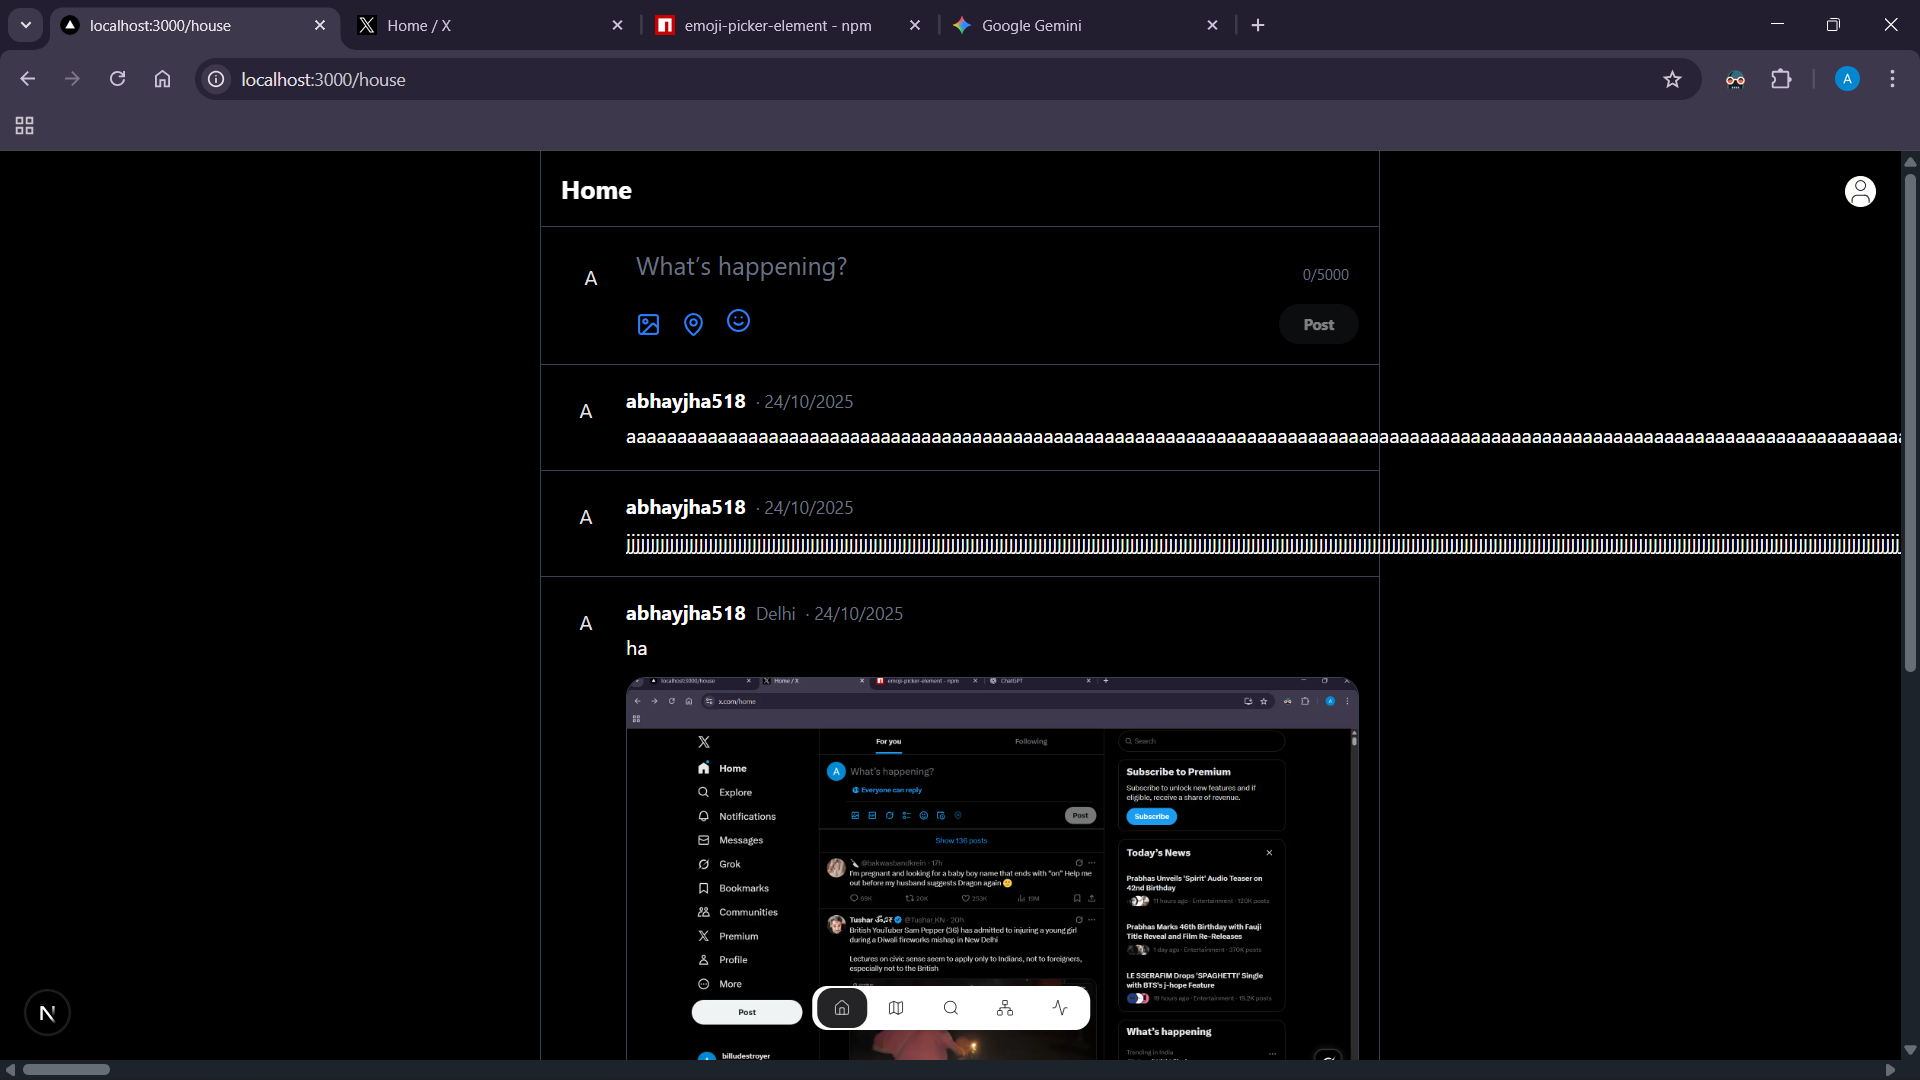 localhost:3000/house
Home / X
emoji-picker-element - npm
Google Gemini
localhost:3000/house
A
Home
A
What's happening?
0/5000
Post
A
abhayjha518 · 24/10/2025
A
abhayjha518 · 24/10/2025
A
abhayjha518 Delhi · 24/10/2025
ha
localhost:3000/house
Home / X
emoji-picker-element - npm
ChatGPT
x.com/home
For you
Following
Search
Home
Explore
Notifications
Messages
Grok
Bookmarks
Communities
Premium
Profile
More
Post
billudestroyer
A
What's happening?
Everyone can reply
Post
Show 136 posts
@bakwasbandkrein · 17h
I'm pregnant and looking for a baby boy name that ends with "on" Help me
out before my husband suggests Dragon again
69K
20K
253K
19M
Tushar @Tushar_KN · 20h
British YouTuber Sam Pepper (36) has admitted to injuring a young girl
during a Diwali fireworks mishap in New Delhi
Lectures on civic sense seem to apply only to Indians, not to foreigners,
especially not to the British
Subscribe to Premium
Subscribe to unlock new features and if
eligible, receive a share of revenue.
Subscribe
Today's News
Prabhas Unveils 'Spirit' Audio Teaser on
42nd Birthday
11 hours ago · Entertainment · 120K posts
Prabhas Marks 46th Birthday with Fauji
Title Reveal and Film Re-Releases
1 day ago · Entertainment · 370K posts
LE SSERAFIM Drops 'SPAGHETTI' Single
with BTS's j-hope Feature
19 hours ago · Entertainment · 15.2K posts
What's happening
Trending in India
N